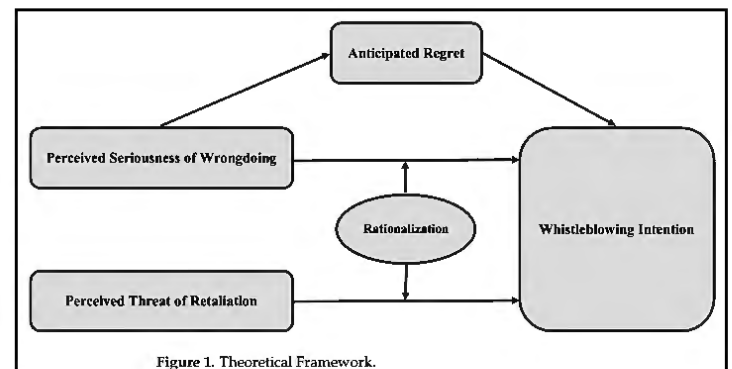 Anticipated Regret
Perceived Seriousness of Wrongdoing
Rationalization
Whistleblowing Intention
Perceived Threat of Retaliation
Figure 1. Theoretical Framework.